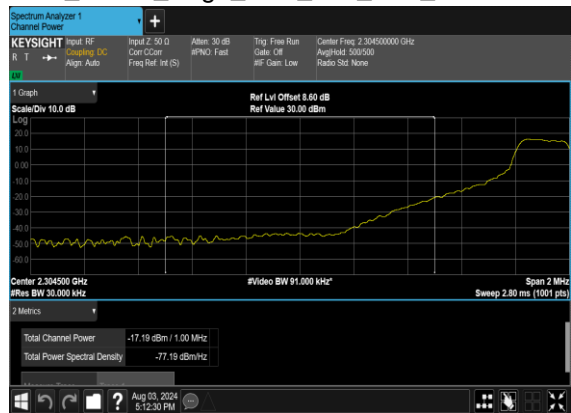 Spectrum Analyzer 1
Channel Power
+
KEYSIGHT
R T
LW
Input: RF
Coupling: DC
Align: Auto
Input Z: 50 Ω
Corr CCorr
Freq Ref: Int (S)
Atten: 30 dB
#PNO: Fast
Trig: Free Run
Gate: Off
#IF Gain: Low
Center Freq: 2.304500000 GHz
Avg|Hold: 500/500
Radio Std: None
1 Graph
Scale/Div 10.0 dB
Ref Lvl Offset 8.60 dB
Ref Value 30.00 dBm
Log
20.0
10.0
0.00
-10.0
-20.0
-30.0
-40.0
-50.0
-60.0
Center 2.304500 GHz
#Video BW 91.000 kHz*
Span 2 MHz
#Res BW 30.000 kHz
Sweep 2.80 ms (1001 pts)
2 Metrics
Total Channel Power
-17.19 dBm / 1.00 MHz
Total Power Spectral Density
-77.19 dBm/Hz
?
Aug 03, 2024
5:12:30 PM